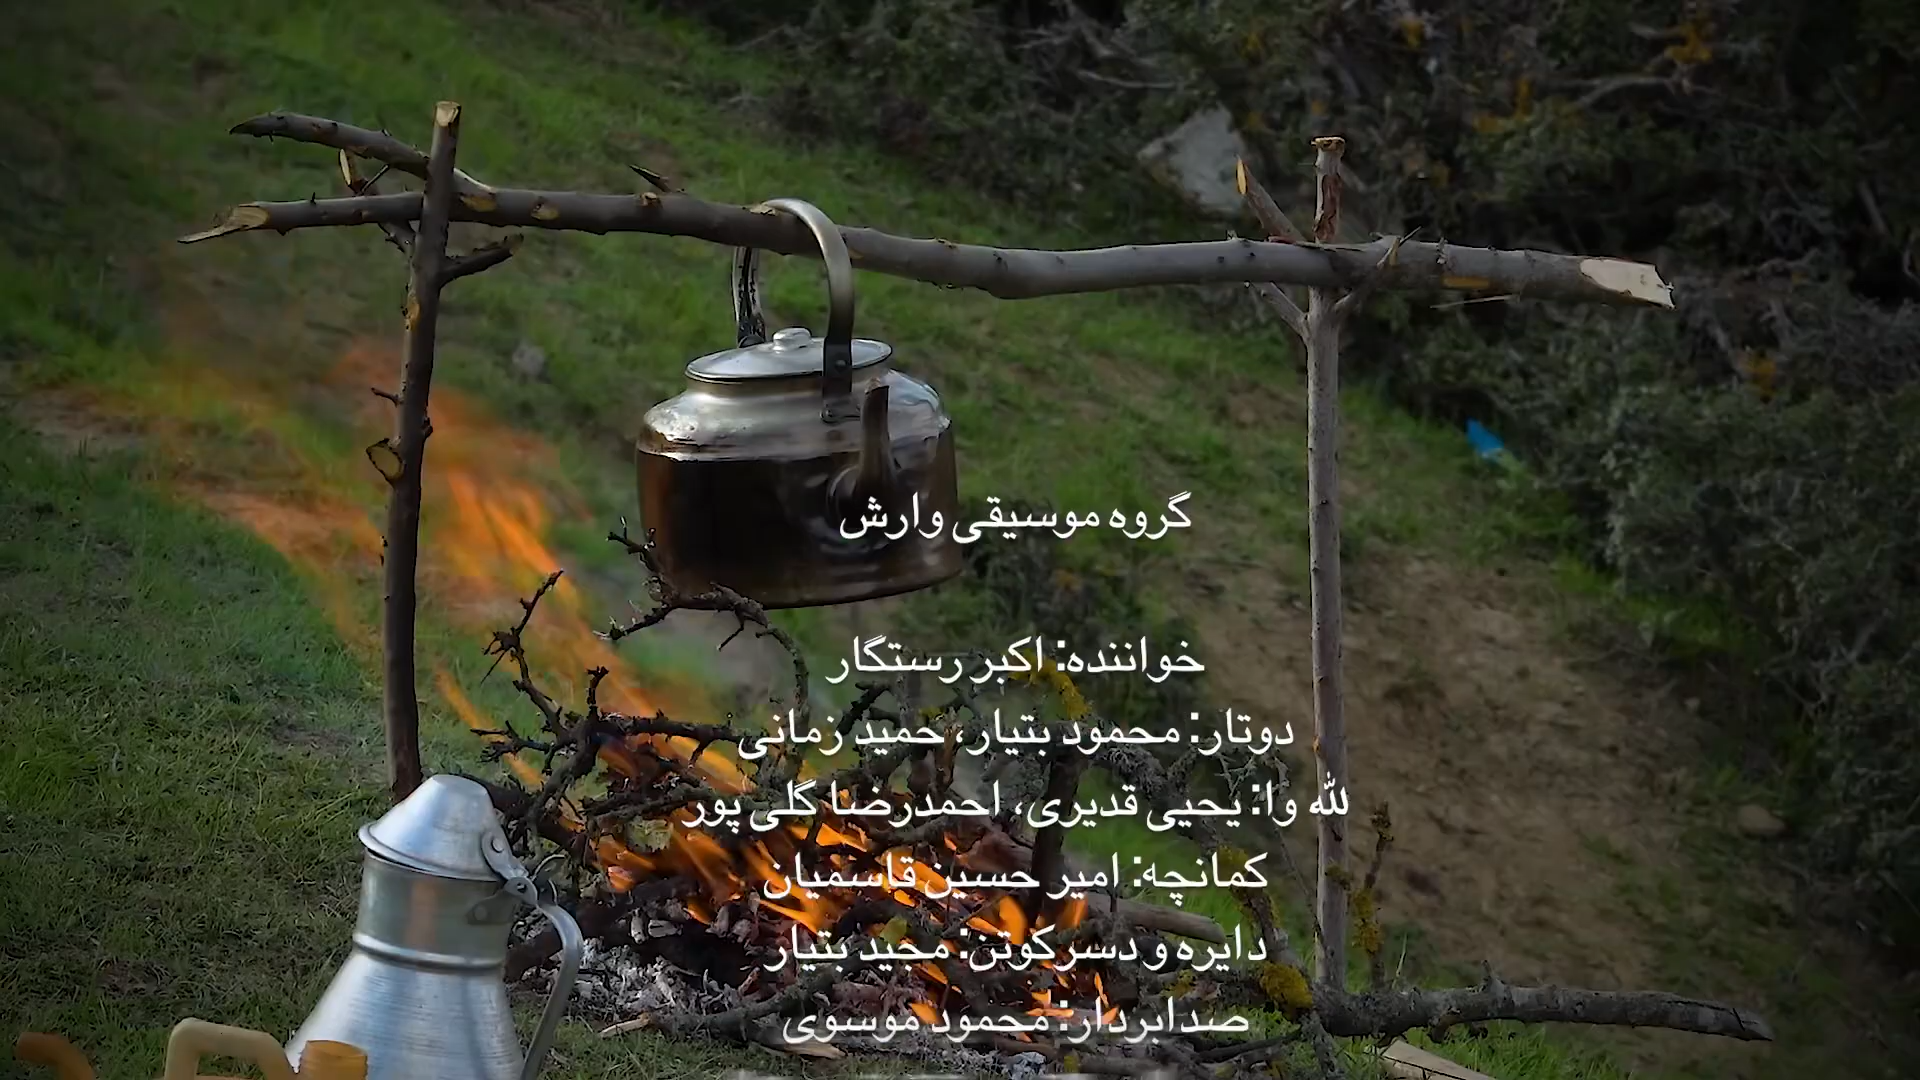 گروه موسیقی وارش
خواننده: اکبر رستگار
دوتار: محمود بتیار، حمید زمانی
لله وا: یحیی قدیری، احمدرضا گلی پور
کمانچه: امیر حسین قاسمیان
دایره و دسرکوتن: مجید بتیار
صدابردار: محمود موسوی